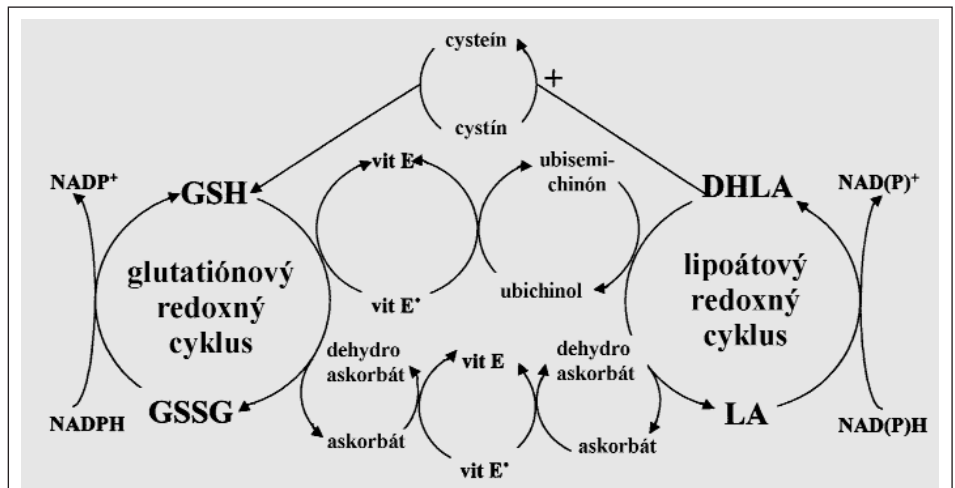 cysteín
+
cystín
vit E
ubisemi-
chinón
NADP+
GSH
DHLA
NAD(P)+
glutatiónový
redoxný
cyklus
lipoátový
redoxný
cyklus
ubichinol
vit E•
dehydro
askorbát
vit E
dehydro
askorbát
NADPH
GSSG
LA
NAD(P)H
askorbát
askorbát
vit E•